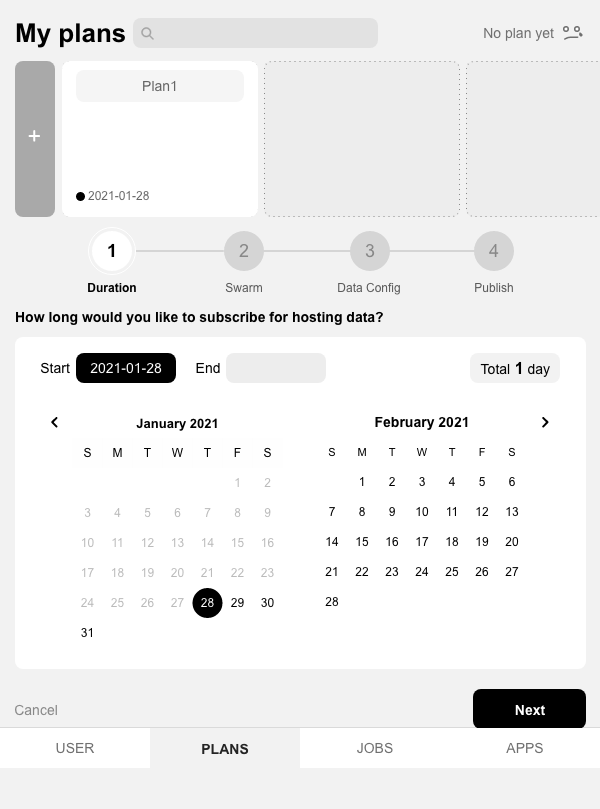 My plans
No plan yet
+
Plan1
2021-01-28
1 2 3 4
Duration Swarm Data Config Publish
How long would you like to subscribe for hosting data?
Start 2021-01-28 End Total 1 day
January 2021
S M T W T F S
1 2
3 4 5 6 7 8 9
10 11 12 13 14 15 16
17 18 19 20 21 22 23
24 25 26 27 28 29 30
31
February 2021
S M T W T F S
1 2 3 4 5 6
7 8 9 10 11 12 13
14 15 16 17 18 19 20
21 22 23 24 25 26 27
28
Cancel Next
USER PLANS JOBS APPS